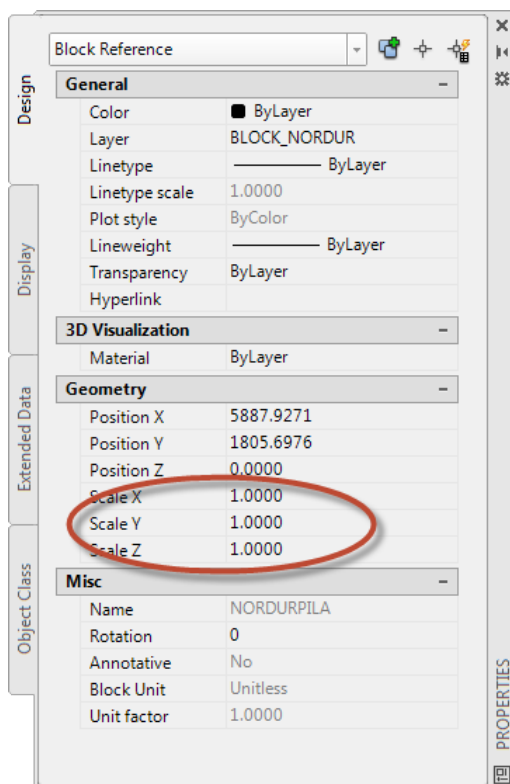 Block Reference
General
Color ByLayer
Layer BLOCK_NORDUR
Linetype ByLayer
Linetype scale 1.0000
Plot style ByColor
Lineweight ByLayer
Transparency ByLayer
Hyperlink
3D Visualization
Material ByLayer
Geometry
Position X 5887.9271
Position Y 1805.6976
Position Z 0.0000
Scale X 1.0000
Scale Y 1.0000
Scale Z 1.0000
Misc
Name NORDURPILA
Rotation 0
Annotative No
Block Unit Unitless
Unit factor 1.0000
Design
Display
Extended Data
Object Class
PROPERTIES